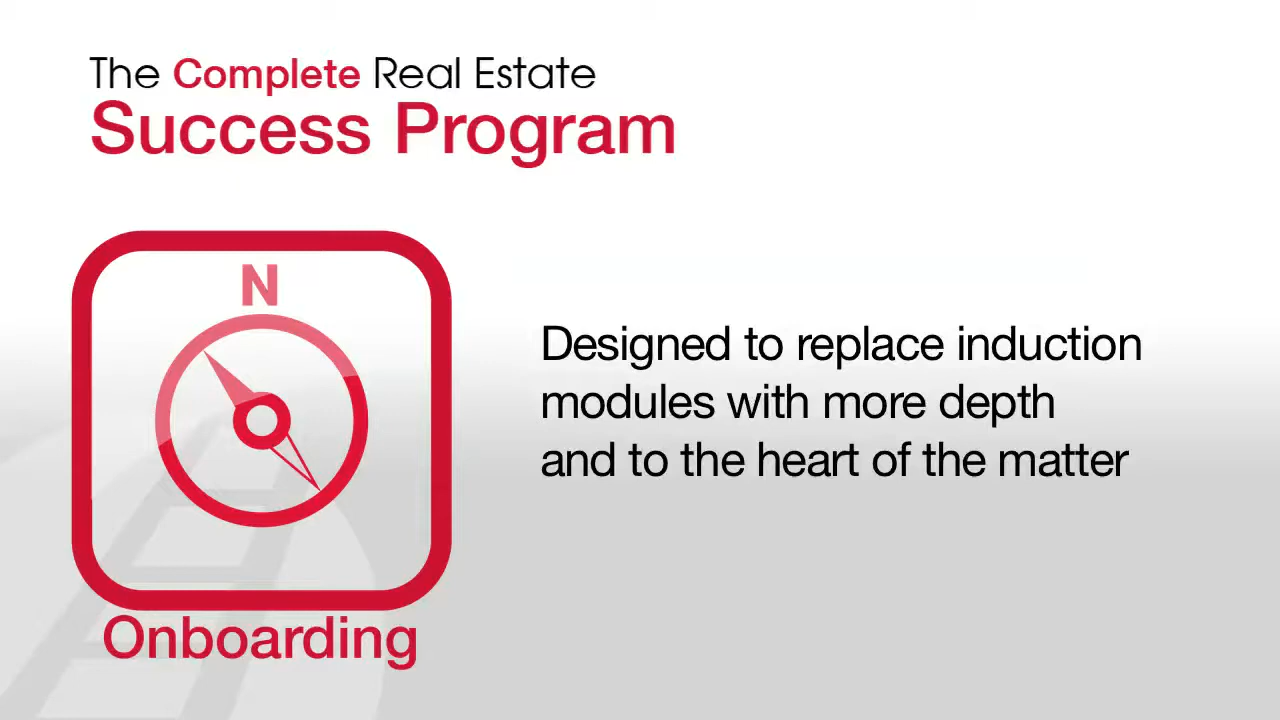 The Complete Real Estate
Success Program
N
Designed to replace induction
modules with more depth
and to the heart of the matter
Onboarding